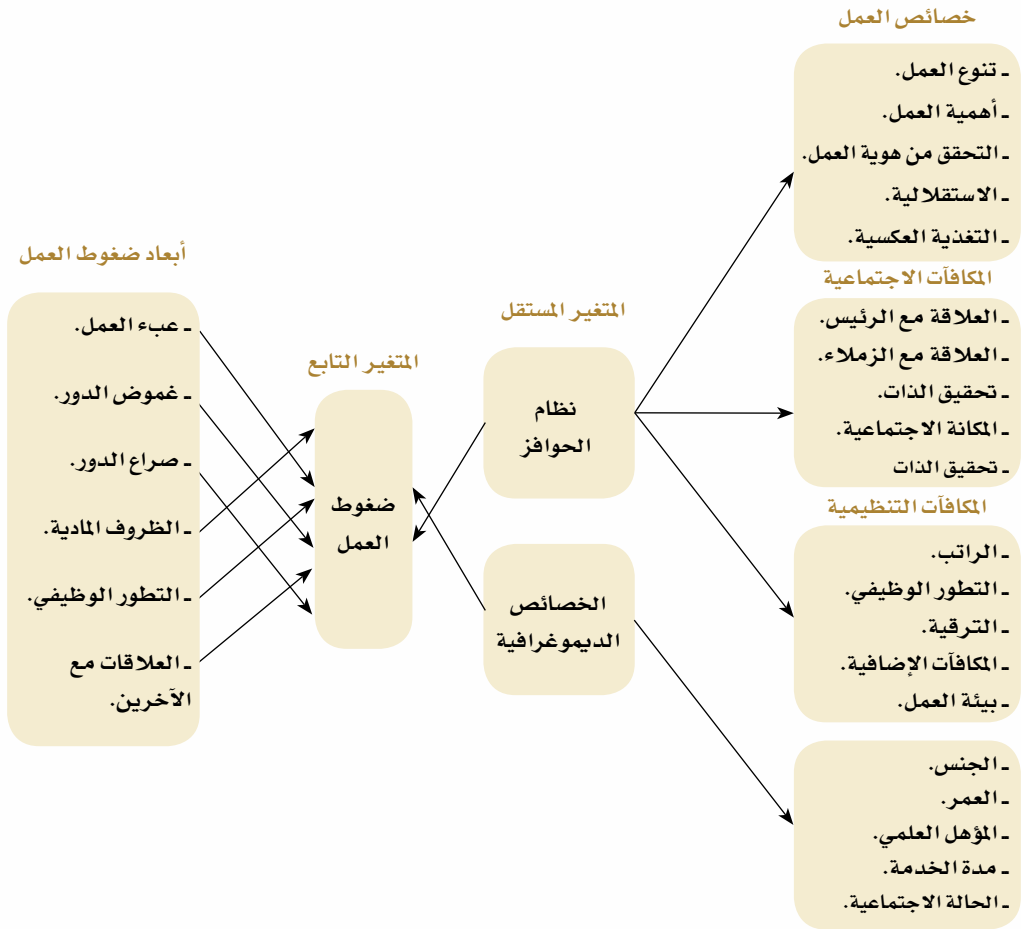 خصائص العمل
ـ تنوع العمل.
ـ أهمية العمل.
ـ التحقق من هوية العمل.
ـ الاستقلالية.
ـ التغذية العكسية.
المكافآت الاجتماعية
ـ العلاقة مع الرئيس.
ـ العلاقة مع الزملاء.
ـ تحقيق الذات.
ـ المكانة الاجتماعية.
ـ تحقيق الذات
المكافآت التنظيمية
ـ الراتب.
ـ التطور الوظيفي.
ـ الترقية.
ـ المكافآت الإضافية.
ـ بيئة العمل.
ـ الجنس.
ـ العمر.
ـ المؤهل العلمي.
ـ مدة الخدمة.
ـ الحالة الاجتماعية.
المتغير المستقل
نظام
الحوافز
الخصائص
الديموغرافية
المتغير التابع
ضغوط
العمل
أبعاد ضغوط العمل
ـ عبء العمل.
ـ غموض الدور.
ـ صراع الدور.
ـ الظروف المادية.
ـ التطور الوظيفي.
ـ العلاقات مع
الآخرين.